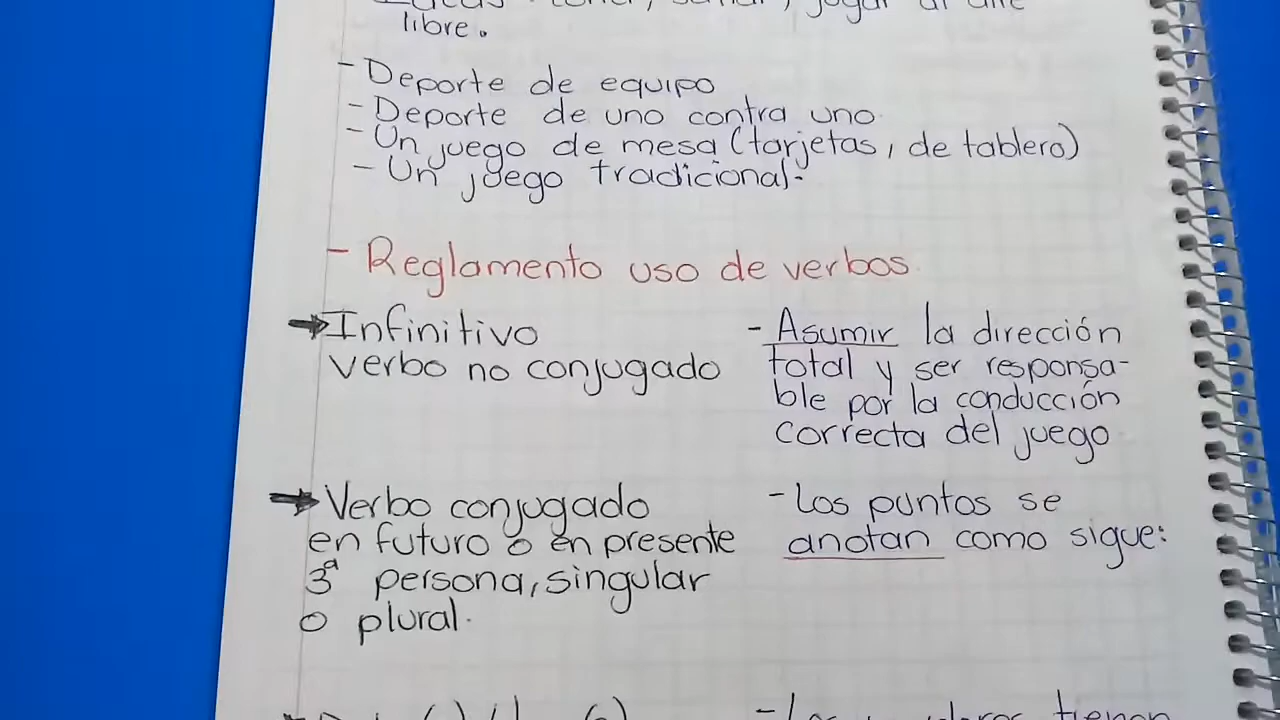 libre.
- Deporte de equipo
- Deporte de uno contra uno.
- Un juego de mesa (tarjetas, de tablero)
- Un juego tradicional.
- Reglamento uso de verbos.
→ Infinitivo
verbo no conjugado
- Asumir la dirección
total y ser responsa-
ble por la conducción
correcta del juego
→ Verbo conjugado
en futuro o en presente
3ª persona, singular
o plural.
- Los puntos se
anotan como sigue: